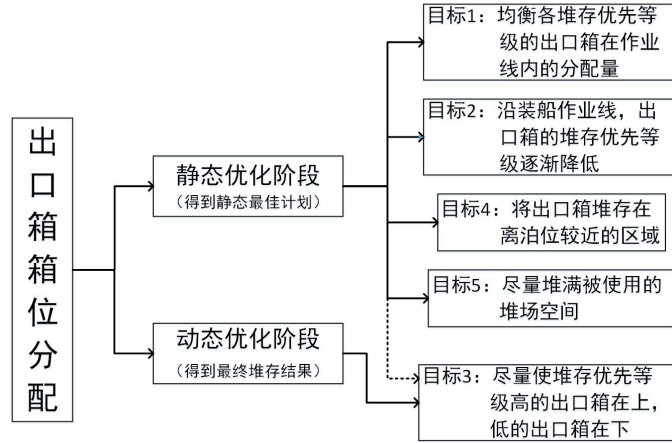 出口箱箱位分配
静态优化阶段
（得到静态最佳计划）
动态优化阶段
（得到最终堆存结果）
目标1：均衡各堆存优先等
级的出口箱在作业
线内的分配量
目标2：沿装船作业线，出
口箱的堆存优先等
级逐渐降低
目标4：将出口箱堆存在
离泊位较近的区域
目标5：尽量堆满被使用的
堆场空间
目标3：尽量使堆存优先等
级高的出口箱在上，
低的出口箱在下